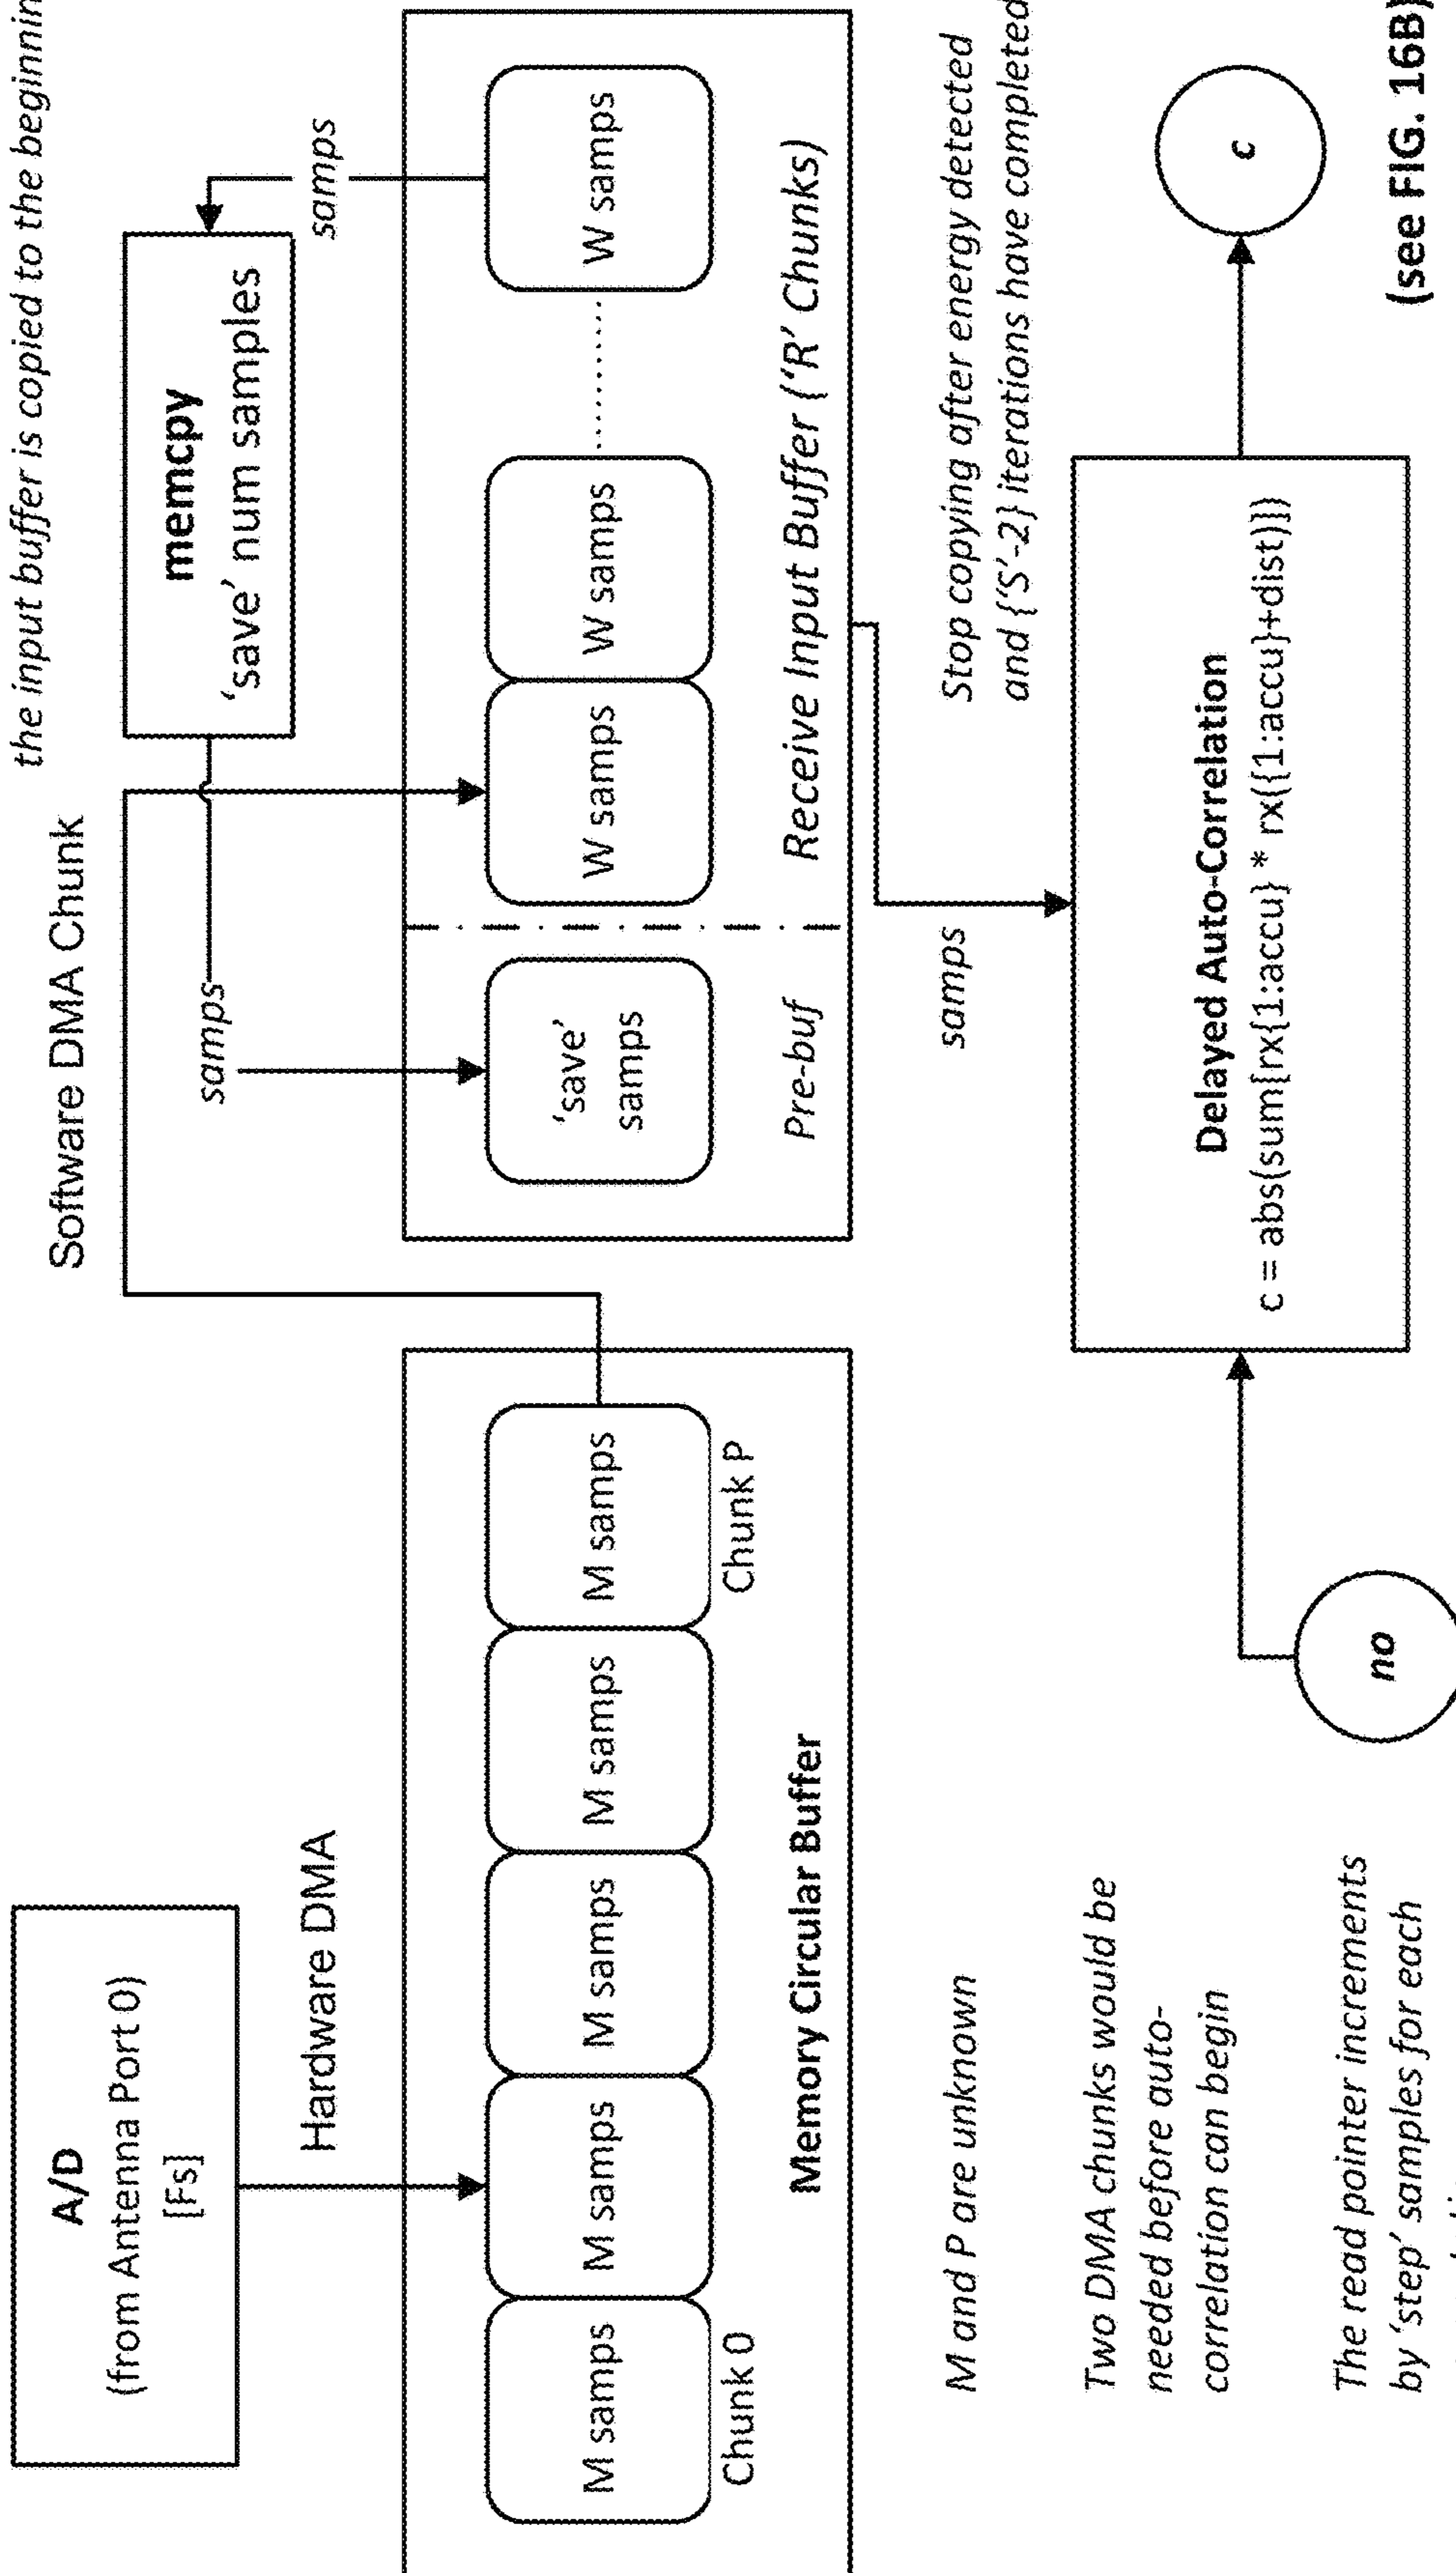 the input buffer is copied to the beginnin
Software DMA Chunk
A/D
(from Antenna Port 0)
[Fs]
Hardware DMA
memcpy
'save' num samples
samps
samps
M samps
M samps
M samps
M samps
M samps
Chunk 0
Chunk P
Memory Circular Buffer
'save'
samps
W samps
W samps
W samps
Pre-buf
Receive Input Buffer ('R' Chunks)
M and P are unknown
Two DMA chunks would be
needed before auto-
correlation can begin
The read pointer increments
by 'step' samples for each
samps
Stop copying after energy detected
and {'S'-2} iterations have completed
Delayed Auto-Correlation
c = abs(sum[rx{1:accu} * rx({1:accu}+dist)])
no
c
(see FIG. 16B)